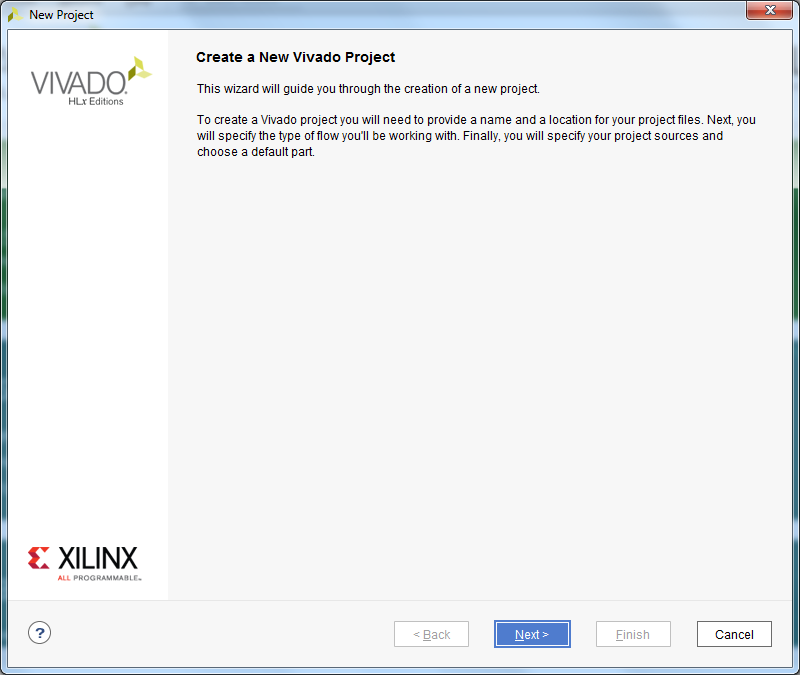 New Project
VIVADO.
HLx Editions
Create a New Vivado Project
This wizard will guide you through the creation of a new project.
To create a Vivado project you will need to provide a name and a location for your project files. Next, you
will specify the type of flow you'll be working with. Finally, you will specify your project sources and
choose a default part.
XILINX
ALL PROGRAMMABLE™
?
< Back
Next >
Finish
Cancel